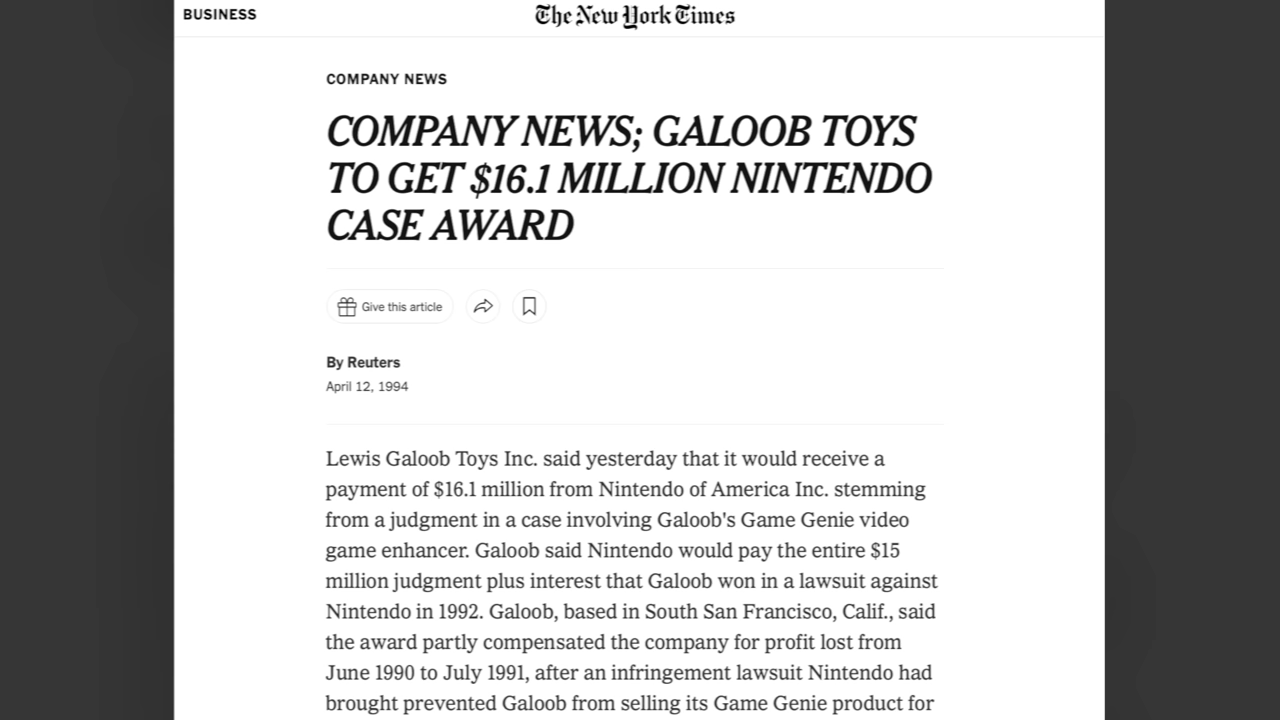 BUSINESS
The New York Times
COMPANY NEWS
COMPANY NEWS; GALOOB TOYS
TO GET $16.1 MILLION NINTENDO
CASE AWARD
Give this article
By Reuters
April 12, 1994
Lewis Galoob Toys Inc. said yesterday that it would receive a
payment of $16.1 million from Nintendo of America Inc. stemming
from a judgment in a case involving Galoob's Game Genie video
game enhancer. Galoob said Nintendo would pay the entire $15
million judgment plus interest that Galoob won in a lawsuit against
Nintendo in 1992. Galoob, based in South San Francisco, Calif., said
the award partly compensated the company for profit lost from
June 1990 to July 1991, after an infringement lawsuit Nintendo had
brought prevented Galoob from selling its Game Genie product for